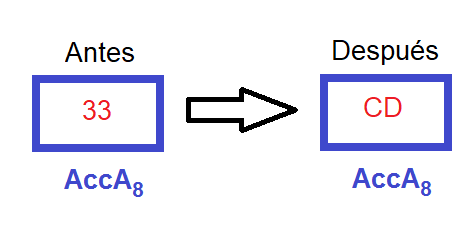 Antes
Después
33
CD
AccA8
AccA8